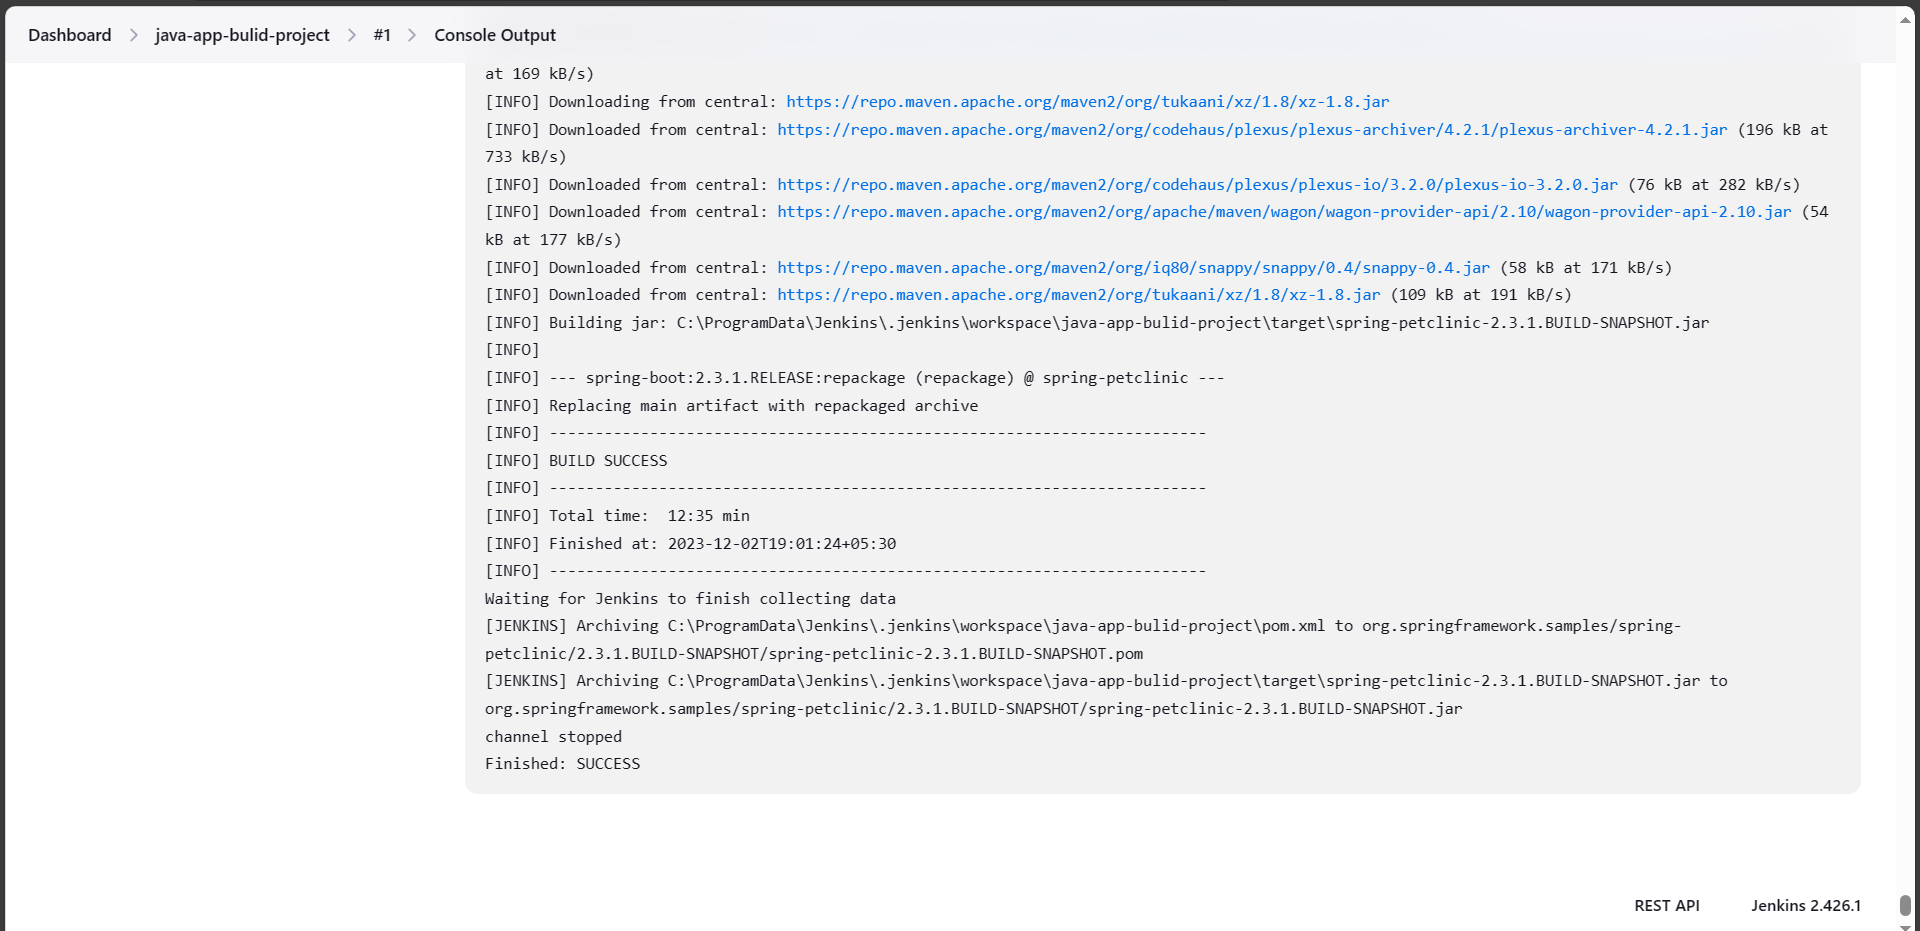 Dashboard > java-app-bulid-project > #1 > Console Output
at 169 kB/s)
[INFO] Downloading from central: https://repo.maven.apache.org/maven2/org/tukaani/xz/1.8/xz-1.8.jar
[INFO] Downloaded from central: https://repo.maven.apache.org/maven2/org/codehaus/plexus/plexus-archiver/4.2.1/plexus-archiver-4.2.1.jar (196 kB at
733 kB/s)
[INFO] Downloaded from central: https://repo.maven.apache.org/maven2/org/codehaus/plexus/plexus-io/3.2.0/plexus-io-3.2.0.jar (76 kB at 282 kB/s)
[INFO] Downloaded from central: https://repo.maven.apache.org/maven2/org/apache/maven/wagon/wagon-provider-api/2.10/wagon-provider-api-2.10.jar (54
kB at 177 kB/s)
[INFO] Downloaded from central: https://repo.maven.apache.org/maven2/org/iq80/snappy/snappy/0.4/snappy-0.4.jar (58 kB at 171 kB/s)
[INFO] Downloaded from central: https://repo.maven.apache.org/maven2/org/tukaani/xz/1.8/xz-1.8.jar (109 kB at 191 kB/s)
[INFO] Building jar: C:\ProgramData\Jenkins\.jenkins\workspace\java-app-bulid-project\target\spring-petclinic-2.3.1.BUILD-SNAPSHOT.jar
[INFO]
[INFO] --- spring-boot:2.3.1.RELEASE:repackage (repackage) @ spring-petclinic ---
[INFO] Replacing main artifact with repackaged archive
[INFO] ------------------------------------------------------------------------
[INFO] BUILD SUCCESS
[INFO] ------------------------------------------------------------------------
[INFO] Total time:  12:35 min
[INFO] Finished at: 2023-12-02T19:01:24+05:30
[INFO] ------------------------------------------------------------------------
Waiting for Jenkins to finish collecting data
[JENKINS] Archiving C:\ProgramData\Jenkins\.jenkins\workspace\java-app-bulid-project\pom.xml to org.springframework.samples/spring-
petclinic/2.3.1.BUILD-SNAPSHOT/spring-petclinic-2.3.1.BUILD-SNAPSHOT.pom
[JENKINS] Archiving C:\ProgramData\Jenkins\.jenkins\workspace\java-app-bulid-project\target\spring-petclinic-2.3.1.BUILD-SNAPSHOT.jar to
org.springframework.samples/spring-petclinic/2.3.1.BUILD-SNAPSHOT/spring-petclinic-2.3.1.BUILD-SNAPSHOT.jar
channel stopped
Finished: SUCCESS
REST API Jenkins 2.426.1